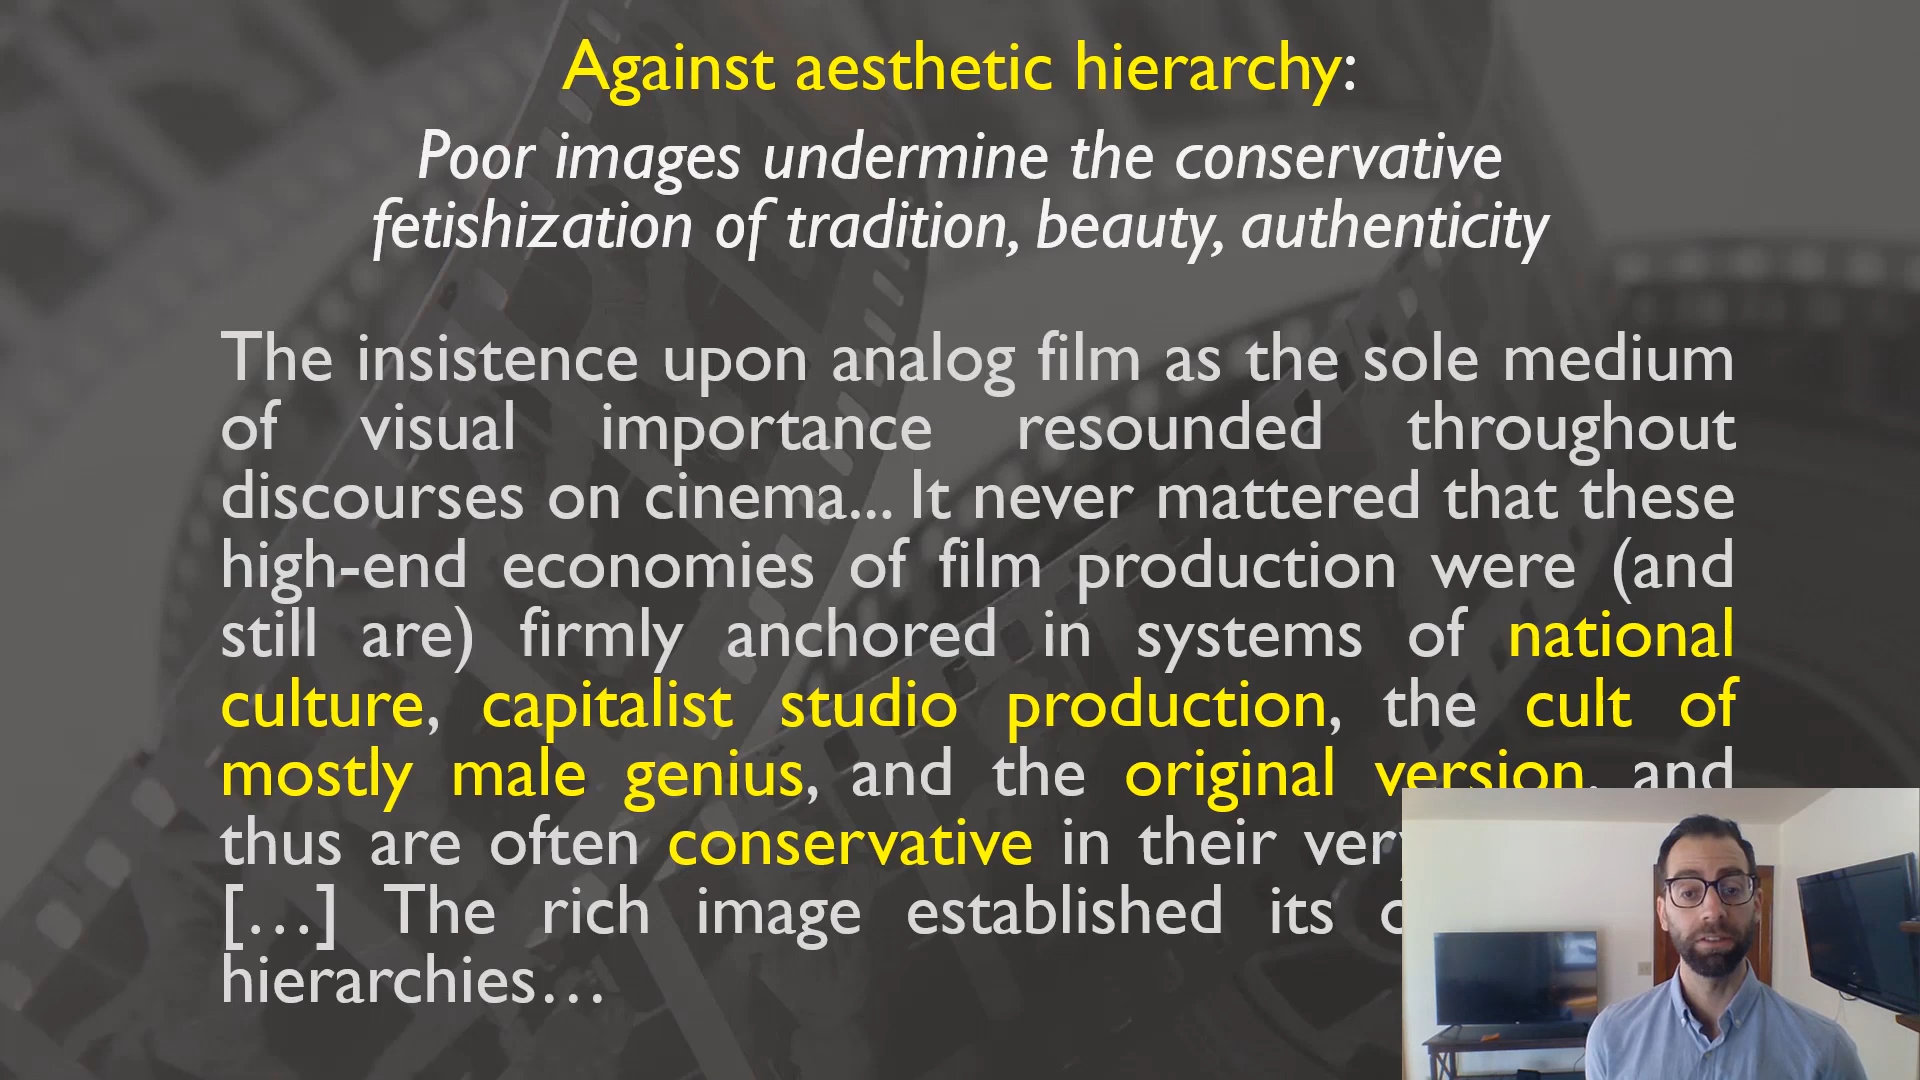 Against aesthetic hierarchy:
Poor images undermine the conservative
fetishization of tradition, beauty, authenticity
The insistence upon analog film as the sole medium
of visual importance resounded throughout
discourses on cinema... It never mattered that these
high-end economies of film production were (and
still are) firmly anchored in systems of national
culture, capitalist studio production, the cult of
mostly male genius, and the original version, and
thus are often conservative in their very
[…] The rich image established its
hierarchies…